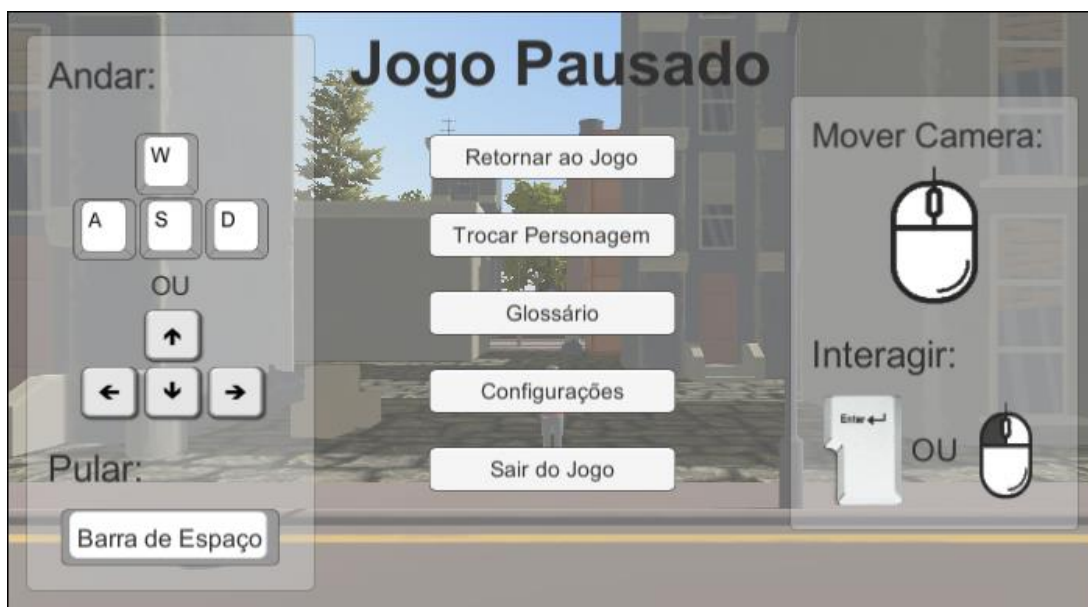 Jogo Pausado
Andar:
W
A S D
OU
Pular:
Barra de Espaço
Retornar ao Jogo
Trocar Personagem
Glossário
Configurações
Sair do Jogo
Mover Camera:
Interagir:
Enter
OU